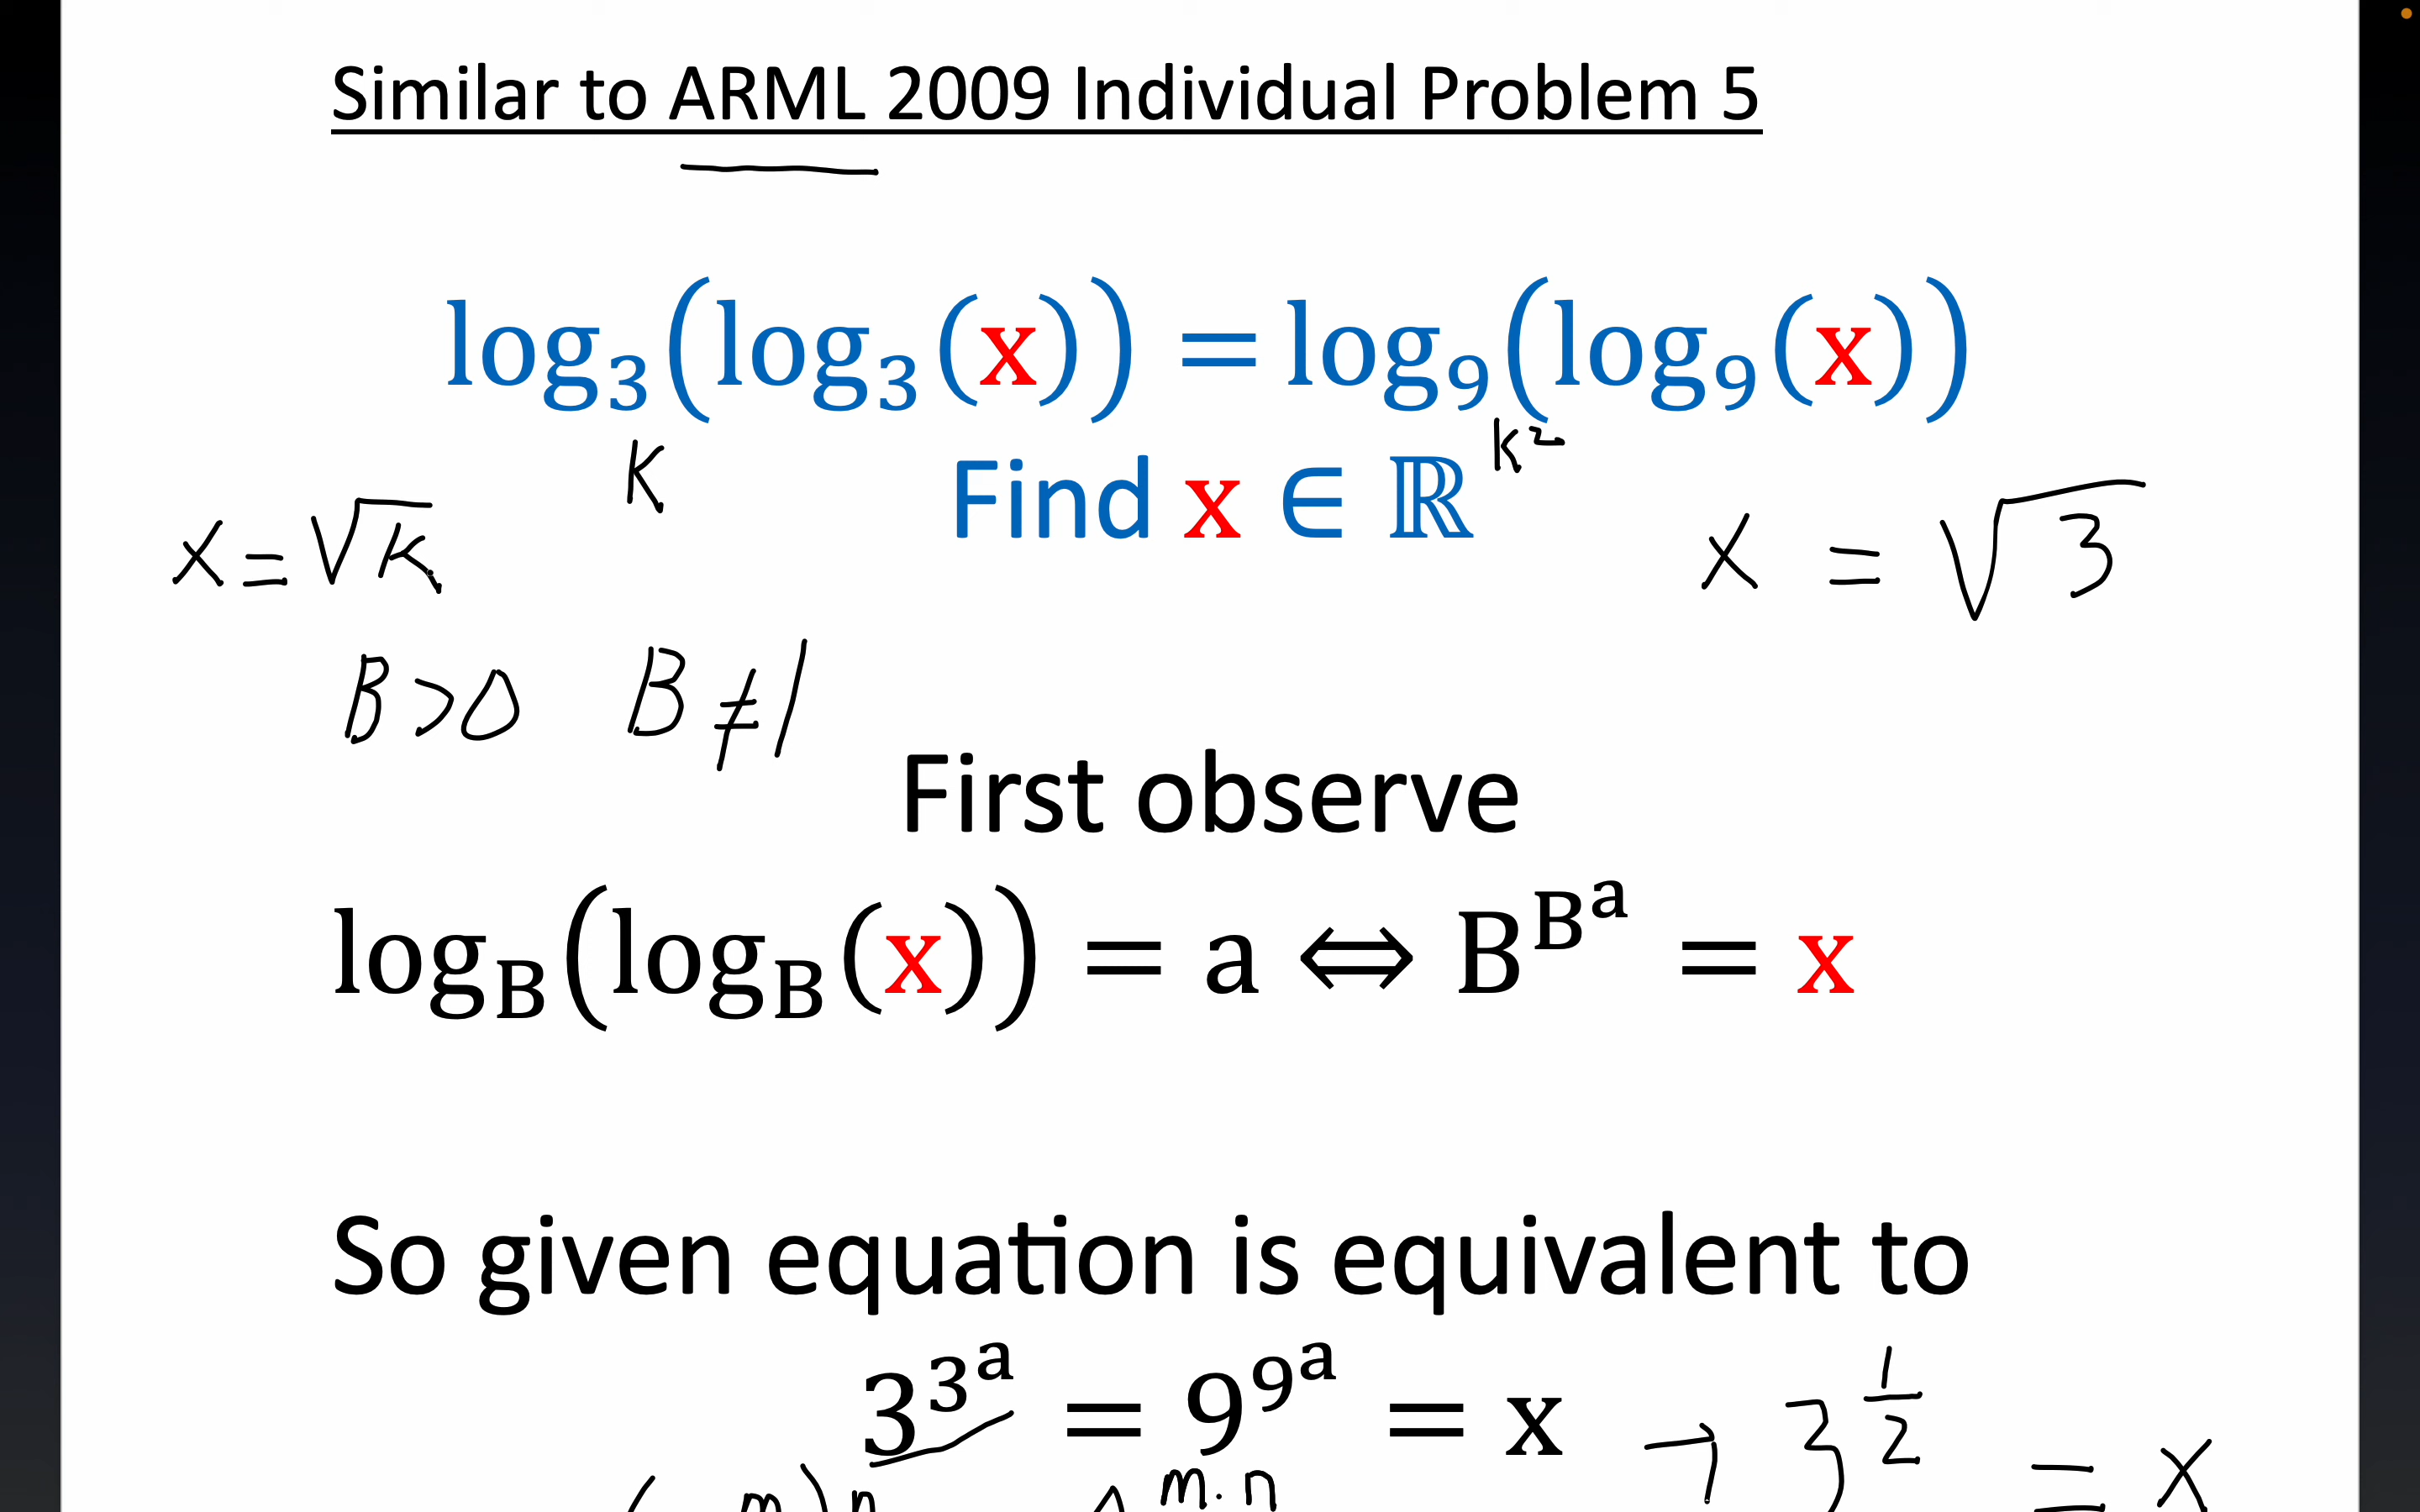 Similar to ARML 2009 Individual Problem 5
log₃(log₃(x)) = log₉(log₉(x))
K
K²
Find x ∈ ℝ
x = √K
x = √3
B > 0 B ≠ 1
First observe
log_B(log_B(x)) = a ⇔ B^(B^a) = x
So given equation is equivalent to
3^(3^a) = 9^(9^a) = x → 3^(1/2) = x
m n
m · n